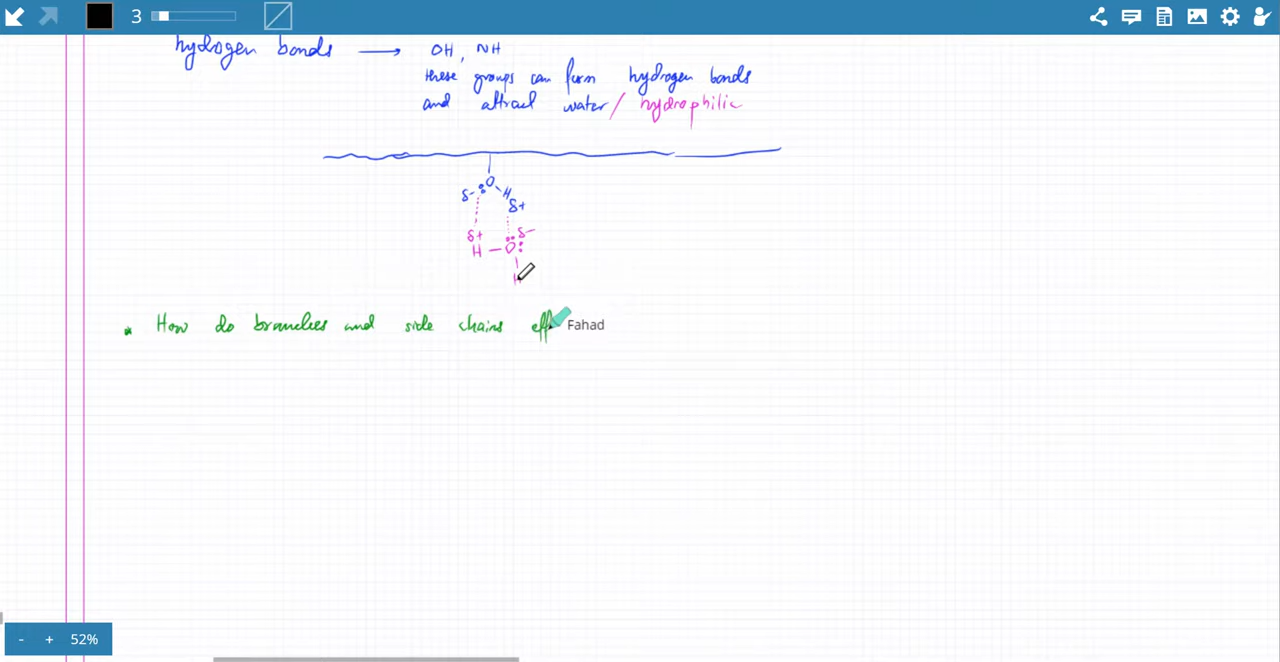 3
hydrogen bonds → OH, NH
these groups can form hydrogen bonds
and attract water / hydrophilic
δ- O H
δ+
δ+ δ-
H - O
H
* How do branches and side chains eff
Fahad
- + 52%